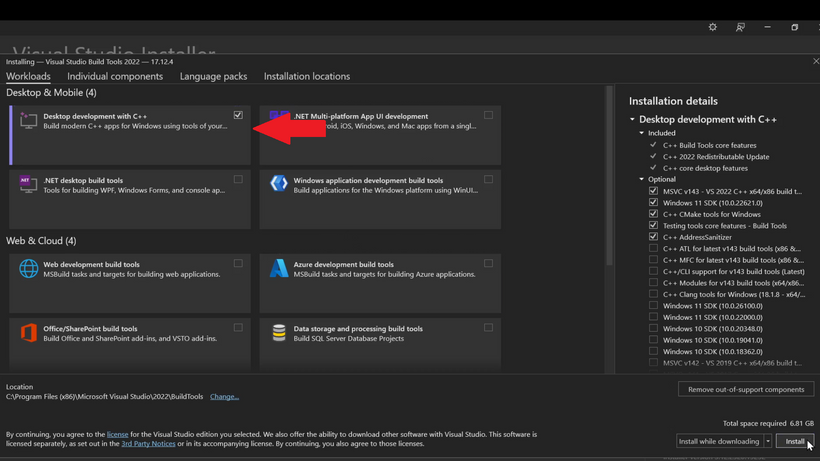 Visual Studio Installer
Installing — Visual Studio Build Tools 2022 — 17.12.4
Workloads Individual components Language packs Installation locations
Desktop & Mobile (4)
Desktop development with C++
Build modern C++ apps for Windows using tools of your...
.NET Multi-platform App UI development
iOS, Windows, and Mac apps from a singl...
.NET desktop build tools
Tools for building WPF, Windows Forms, and console ap...
Windows application development build tools
Build applications for the Windows platform using WinUI...
Web & Cloud (4)
Web development build tools
MSBuild tasks and targets for building web applications.
Azure development build tools
MSBuild tasks and targets for building Azure applications.
Office/SharePoint build tools
Build Office and SharePoint add-ins, and VSTO add-ins.
Data storage and processing build tools
Build SQL Server Database Projects
Installation details
Desktop development with C++
Included
C++ Build Tools core features
C++ 2022 Redistributable Update
C++ core desktop features
Optional
MSVC v143 - VS 2022 C++ x64/x86 build t...
Windows 11 SDK (10.0.22621.0)
C++ CMake tools for Windows
Testing tools core features - Build Tools
C++ AddressSanitizer
C++ ATL for latest v143 build tools (x86 &...
C++ MFC for latest v143 build tools (x86 &...
C++/CLI support for v143 build tools (Latest)
C++ Modules for v143 build tools (x64/x86...
C++ Clang tools for Windows (18.1.8 - x64/...
Windows 11 SDK (10.0.26100.0)
Windows 11 SDK (10.0.22000.0)
Windows 10 SDK (10.0.20348.0)
Windows 10 SDK (10.0.19041.0)
Windows 10 SDK (10.0.18362.0)
MSVC v142 - VS 2019 C++ x64/x86 build t...
Location
C:\Program Files (x86)\Microsoft Visual Studio\2022\BuildTools Change...
Remove out-of-support components
Total space required 6.81 GB
By continuing, you agree to the license for the Visual Studio edition you selected. We also offer the ability to download other software with Visual Studio. This software is
licensed separately, as set out in the 3rd Party Notices or in its accompanying license. By continuing, you also agree to those licenses.
Install while downloading
Install